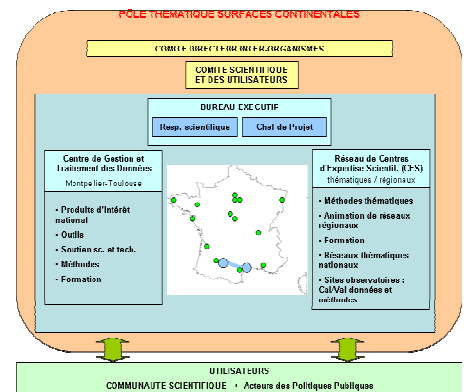 PÔLE THEMATIQUE SURFACES CONTINENTALES
COMITE DIRECTEUR INTER-ORGANISMES
COMITE SCIENTIFIQUE
ET DES UTILISATEURS
BUREAU EXECUTIF
Resp. scientifique
Chef de Projet
Centre de Gestion et
Traitement des Données
Montpellier-Toulouse
• Produits d'Intérêt
national
• Outils
• Soutien sc. et tech.
• Méthodes
• Formation
Réseau de Centres
d'Expertise Scientif. (CES)
thématiques / régionaux
• Méthodes thématiques
• Animation de réseaux
régionaux
• Formation
• Réseaux thématiques
nationaux
• Sites observatoires :
Cal/Val données et
méthodes
UTILISATEURS
COMMUNAUTE SCIENTIFIQUE • Acteurs des Politiques Publiques